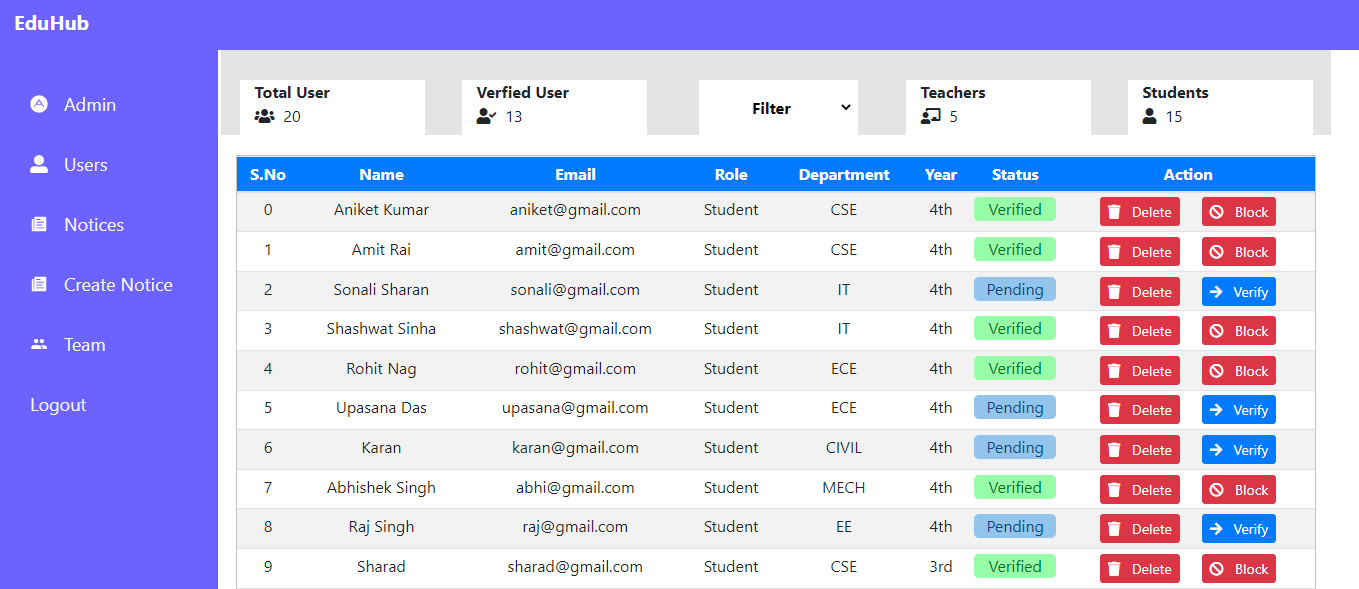 EduHub
Admin
Users
Notices
Create Notice
Team
Logout
Total User
20
Verfied User
13
Filter
Teachers
5
Students
15
S.No Name Email Role Department Year Status Action
0 Aniket Kumar aniket@gmail.com Student CSE 4th Verified Delete Block
1 Amit Rai amit@gmail.com Student CSE 4th Verified Delete Block
2 Sonali Sharan sonali@gmail.com Student IT 4th Pending Delete Verify
3 Shashwat Sinha shashwat@gmail.com Student IT 4th Verified Delete Block
4 Rohit Nag rohit@gmail.com Student ECE 4th Verified Delete Block
5 Upasana Das upasana@gmail.com Student ECE 4th Pending Delete Verify
6 Karan karan@gmail.com Student CIVIL 4th Pending Delete Verify
7 Abhishek Singh abhi@gmail.com Student MECH 4th Verified Delete Block
8 Raj Singh raj@gmail.com Student EE 4th Pending Delete Verify
9 Sharad sharad@gmail.com Student CSE 3rd Verified Delete Block